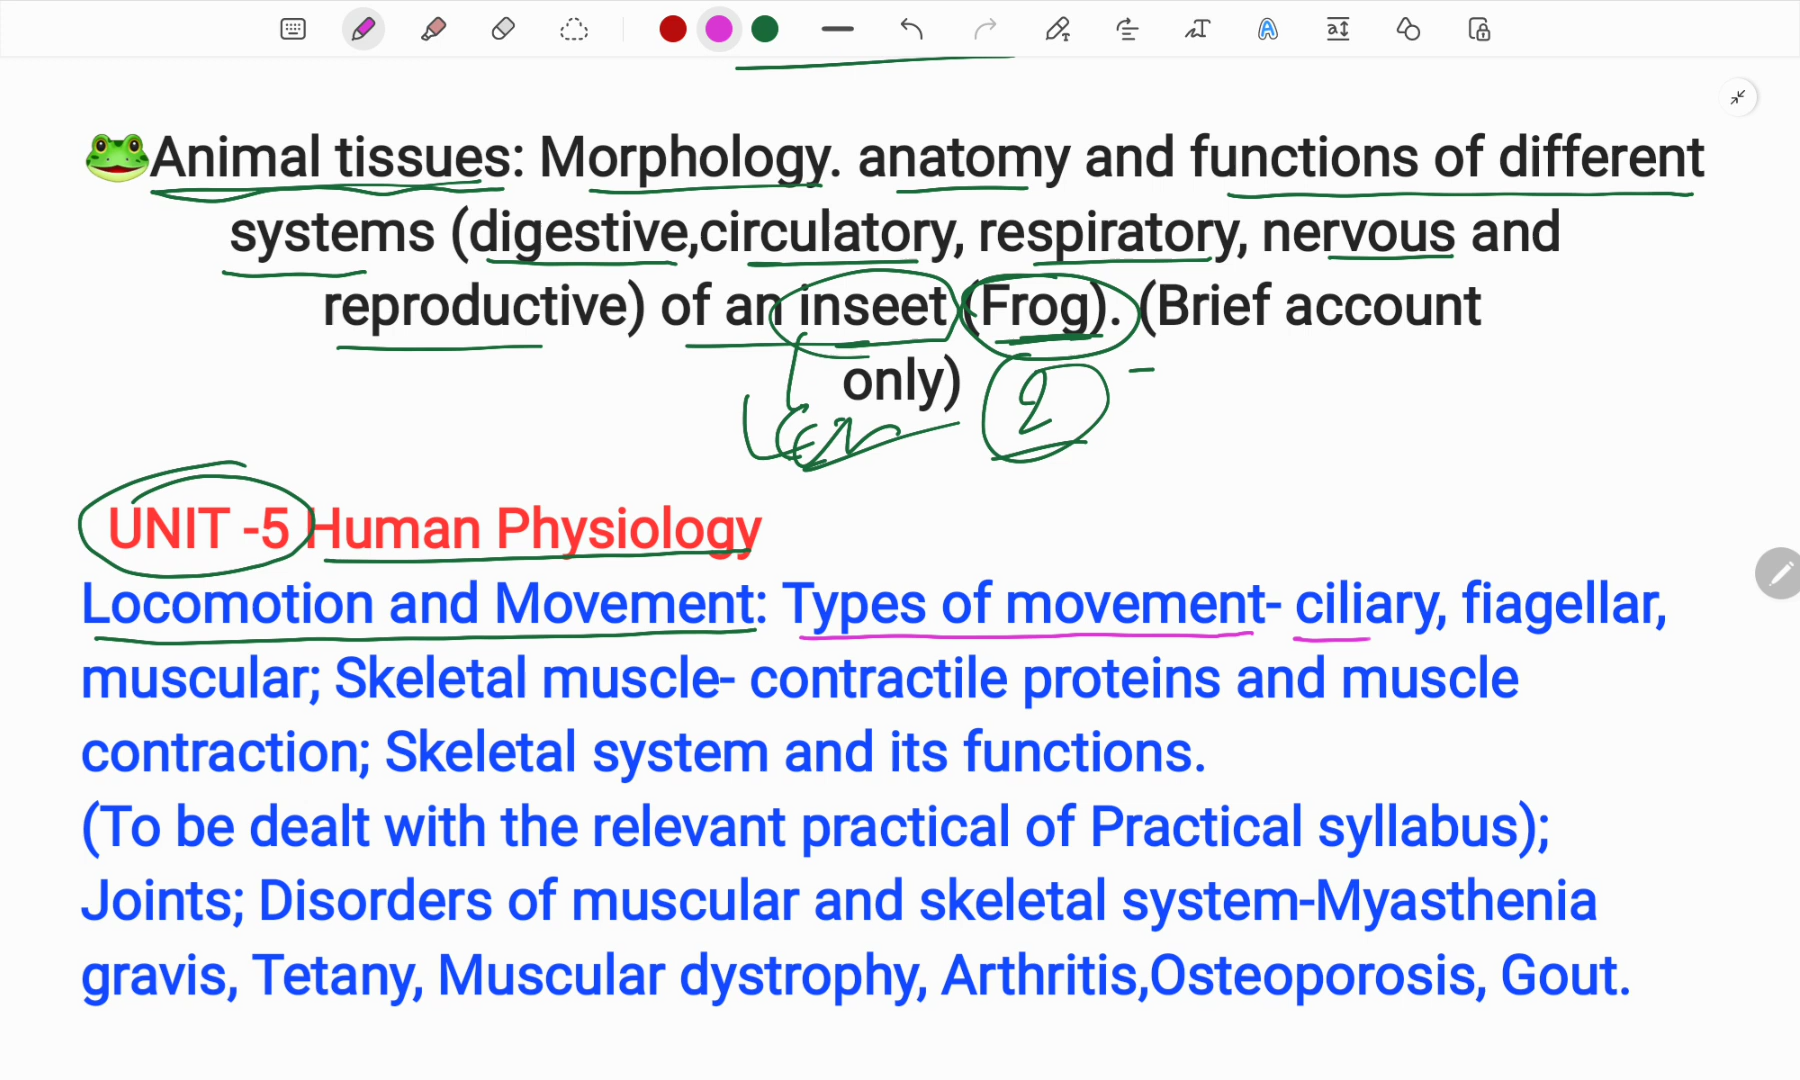 Animal tissues: Morphology. anatomy and functions of different
systems (digestive,circulatory, respiratory, nervous and
reproductive) of an inseet (Frog). (Brief account
only)
2
UNIT -5 Human Physiology
Locomotion and Movement: Types of movement- ciliary, fiagellar,
muscular; Skeletal muscle- contractile proteins and muscle
contraction; Skeletal system and its functions.
(To be dealt with the relevant practical of Practical syllabus);
Joints; Disorders of muscular and skeletal system-Myasthenia
gravis, Tetany, Muscular dystrophy, Arthritis,Osteoporosis, Gout.